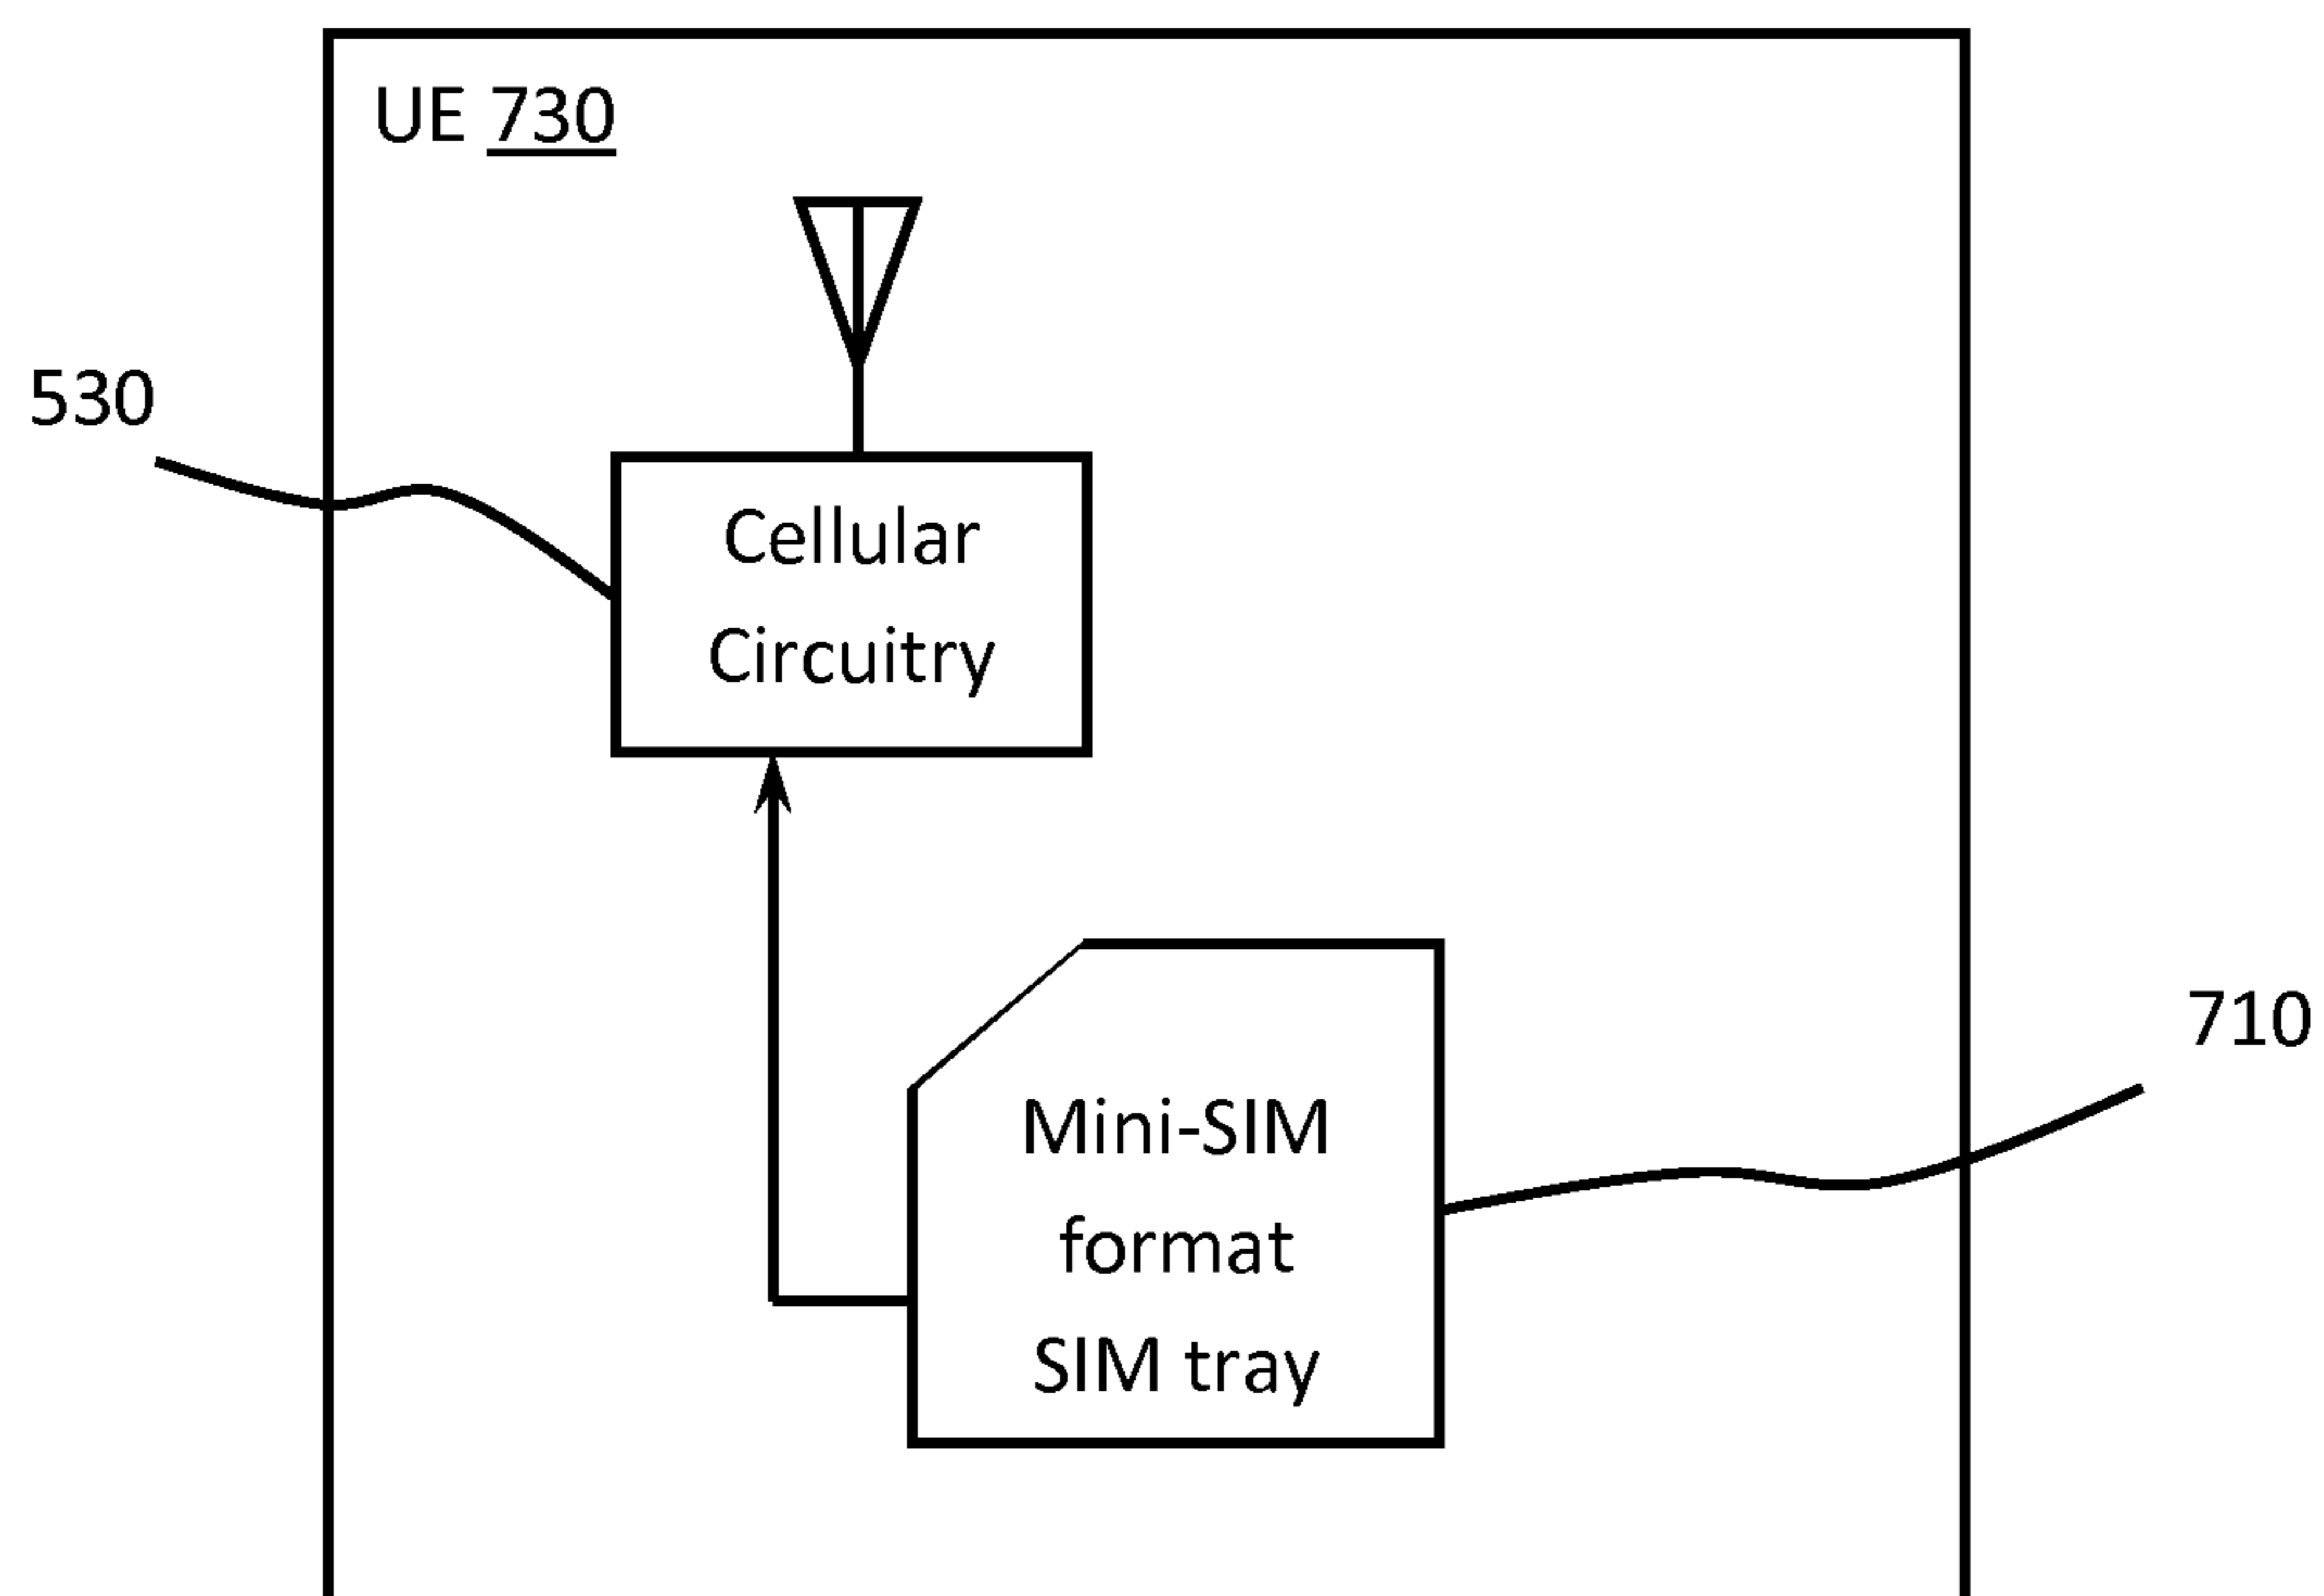 UE 730
530
Cellular
Circuitry
710
Mini-SIM
format
SIM tray